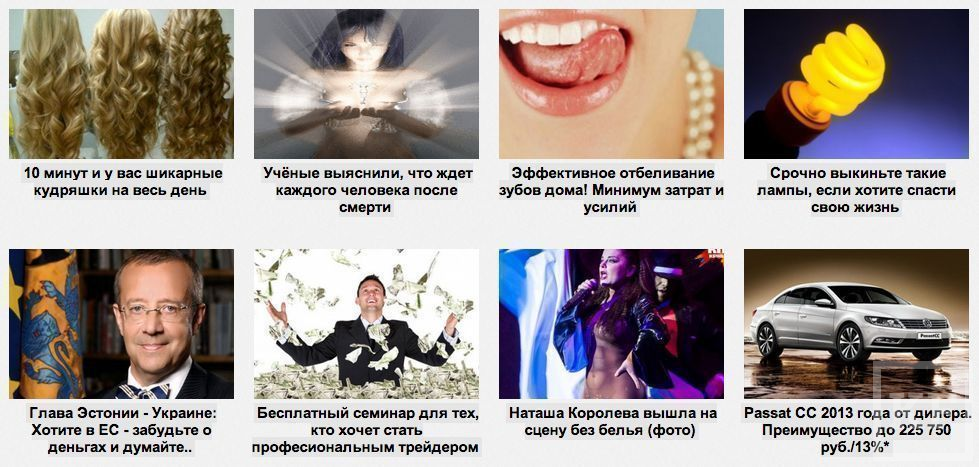 10 минут и у вас шикарные
кудряшки на весь день
Учёные выяснили, что ждет
каждого человека после
смерти
Эффективное отбеливание
зубов дома! Минимум затрат и
усилий
Срочно выкиньте такие
лампы, если хотите спасти
свою жизнь
Глава Эстонии - Украине:
Хотите в ЕС - забудьте о
деньгах и думайте..
Бесплатный семинар для тех,
кто хочет стать
професиональным трейдером
Наташа Королева вышла на
сцену без белья (фото)
PassatCC
Passat CC 2013 года от дилера.
Преимущество до 225 750
руб./13%*